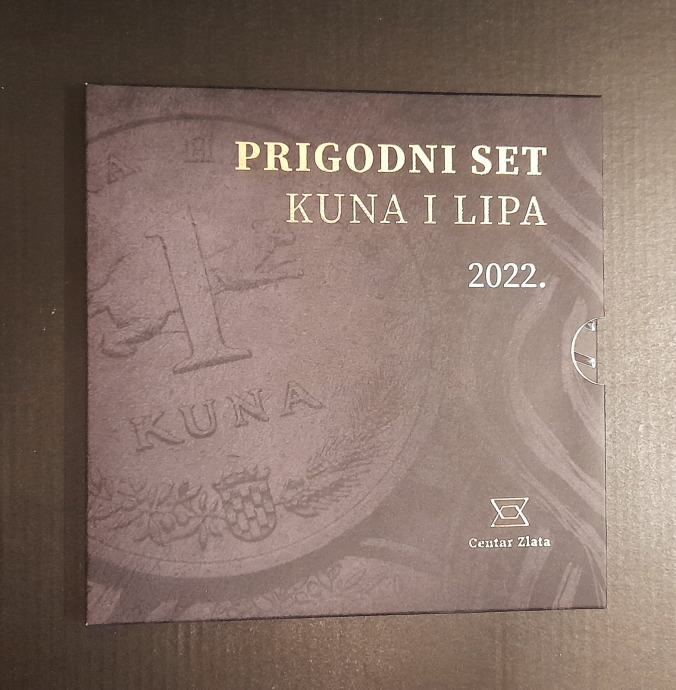 PRIGODNI SET
KUNA I LIPA
2022.
1
KUNA
Centar Zlata